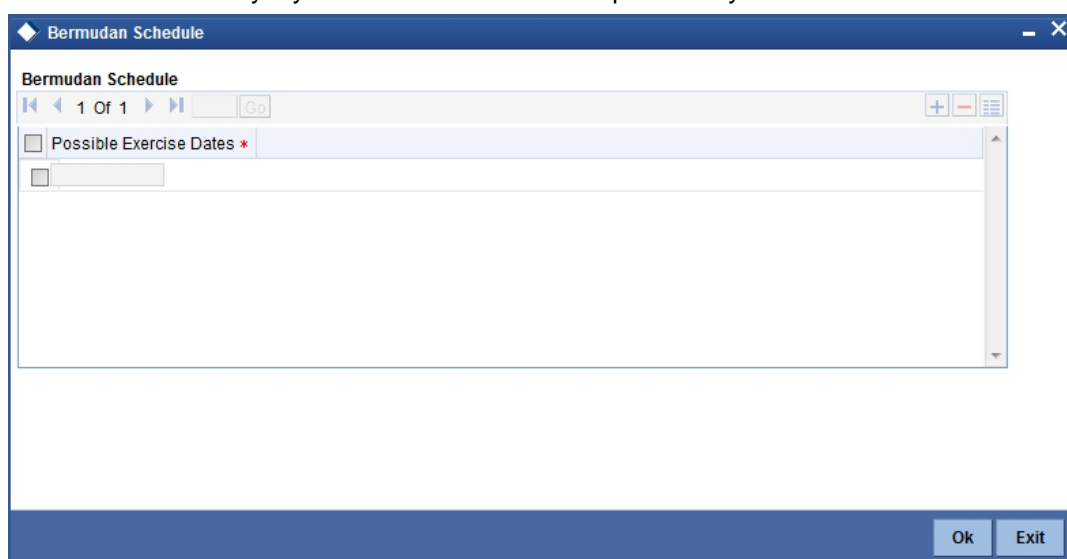 Bermudan Schedule
Bermudan Schedule
1 Of 1 Go
Possible Exercise Dates *
Ok Exit